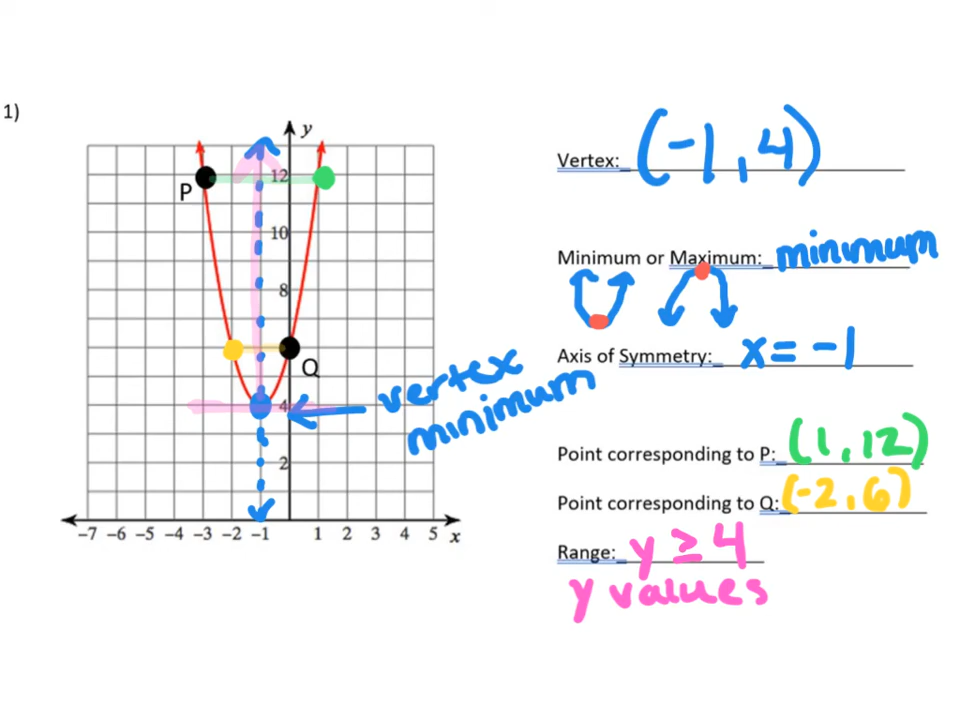 1)
y
12
10
8
4
2
P
Q
-7 -6 -5 -4 -3 -2 -1 1 2 3 4 5 x
vertex
minimum
Vertex: (-1, 4)
Minimum or Maximum: minimum
Axis of Symmetry: x = -1
Point corresponding to P: (1, 12)
Point corresponding to Q: (-2, 6)
Range: y ≥ 4
y values